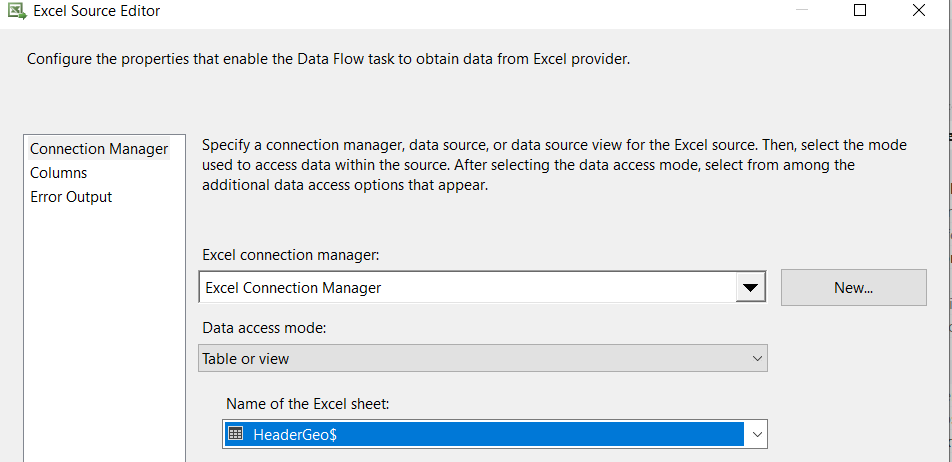 Excel Source Editor
Configure the properties that enable the Data Flow task to obtain data from Excel provider.
Connection Manager
Columns
Error Output
Specify a connection manager, data source, or data source view for the Excel source. Then, select the mode
used to access data within the source. After selecting the data access mode, select from among the
additional data access options that appear.
Excel connection manager:
Excel Connection Manager
New...
Data access mode:
Table or view
Name of the Excel sheet:
HeaderGeo$